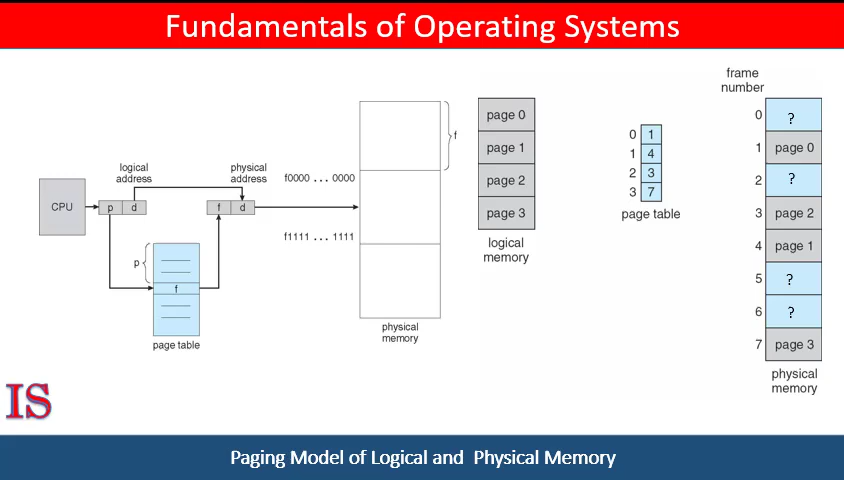 Fundamentals of Operating Systems
CPU
logical
address
p d
physical
address
f d
p
f
page table
f0000 ... 0000
f1111 ... 1111
f
physical
memory
page 0
page 1
page 2
page 3
logical
memory
0 1
1 4
2 3
3 7
page table
frame
number
0 ?
1 page 0
2 ?
3 page 2
4 page 1
5 ?
6 ?
7 page 3
physical
memory
IS
Paging Model of Logical and Physical Memory